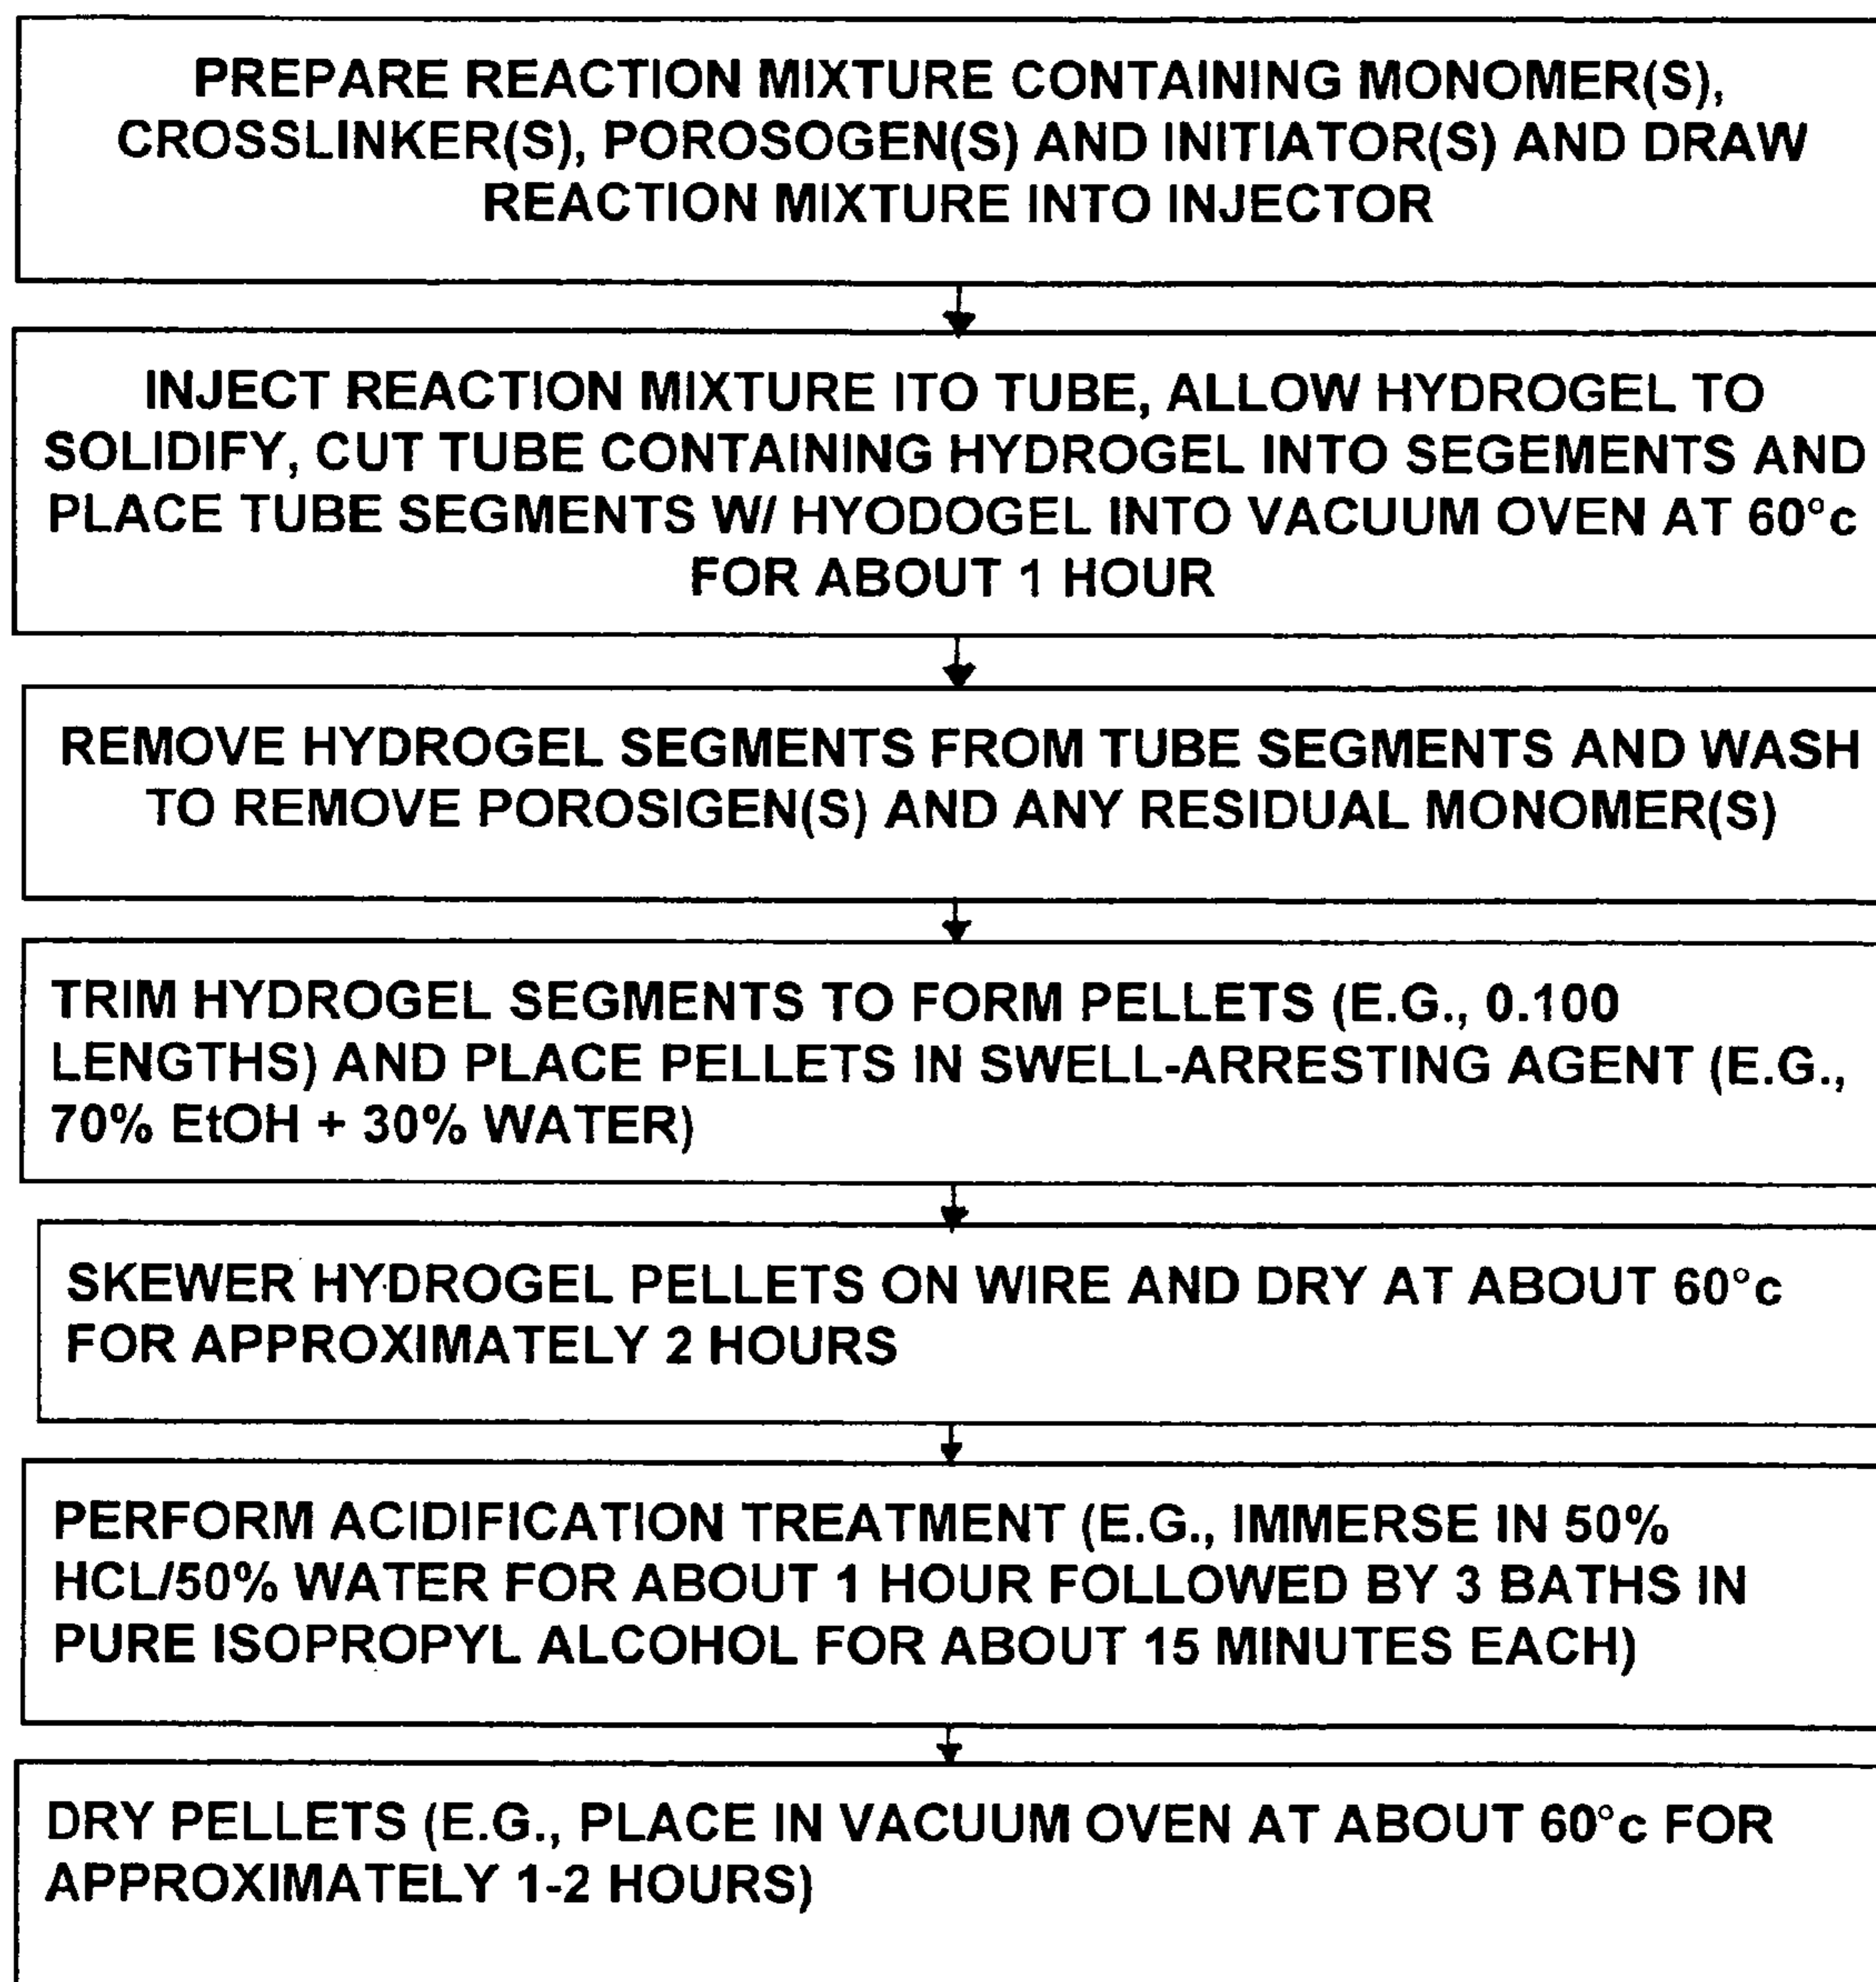 PREPARE REACTION MIXTURE CONTAINING MONOMER(S),
CROSSLINKER(S), POROSOGEN(S) AND INITIATOR(S) AND DRAW
REACTION MIXTURE INTO INJECTOR
INJECT REACTION MIXTURE ITO TUBE, ALLOW HYDROGEL TO
SOLIDIFY, CUT TUBE CONTAINING HYDROGEL INTO SEGEMENTS AND
PLACE TUBE SEGMENTS W/ HYODOGEL INTO VACUUM OVEN AT 60°c
FOR ABOUT 1 HOUR
REMOVE HYDROGEL SEGMENTS FROM TUBE SEGMENTS AND WASH
TO REMOVE POROSIGEN(S) AND ANY RESIDUAL MONOMER(S)
TRIM HYDROGEL SEGMENTS TO FORM PELLETS (E.G., 0.100
LENGTHS) AND PLACE PELLETS IN SWELL-ARRESTING AGENT (E.G.,
70% EtOH + 30% WATER)
SKEWER HYDROGEL PELLETS ON WIRE AND DRY AT ABOUT 60°c
FOR APPROXIMATELY 2 HOURS
PERFORM ACIDIFICATION TREATMENT (E.G., IMMERSE IN 50%
HCL/50% WATER FOR ABOUT 1 HOUR FOLLOWED BY 3 BATHS IN
PURE ISOPROPYL ALCOHOL FOR ABOUT 15 MINUTES EACH)
DRY PELLETS (E.G., PLACE IN VACUUM OVEN AT ABOUT 60°c FOR
APPROXIMATELY 1-2 HOURS)